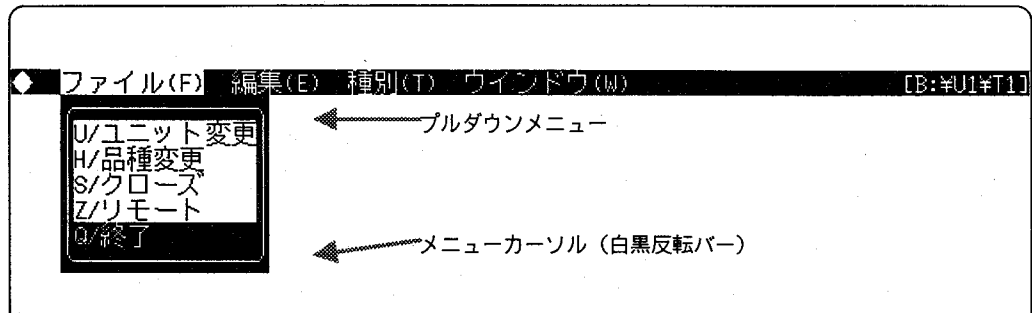 ファイル(F) 編集(E) 種別(T) ウインドウ(W) [B:¥U1¥T1]
プルダウンメニュー
U/ユニット変更
H/品種変更
S/クローズ
Z/リモート
Q/終了
メニューカーソル（白黒反転バー）